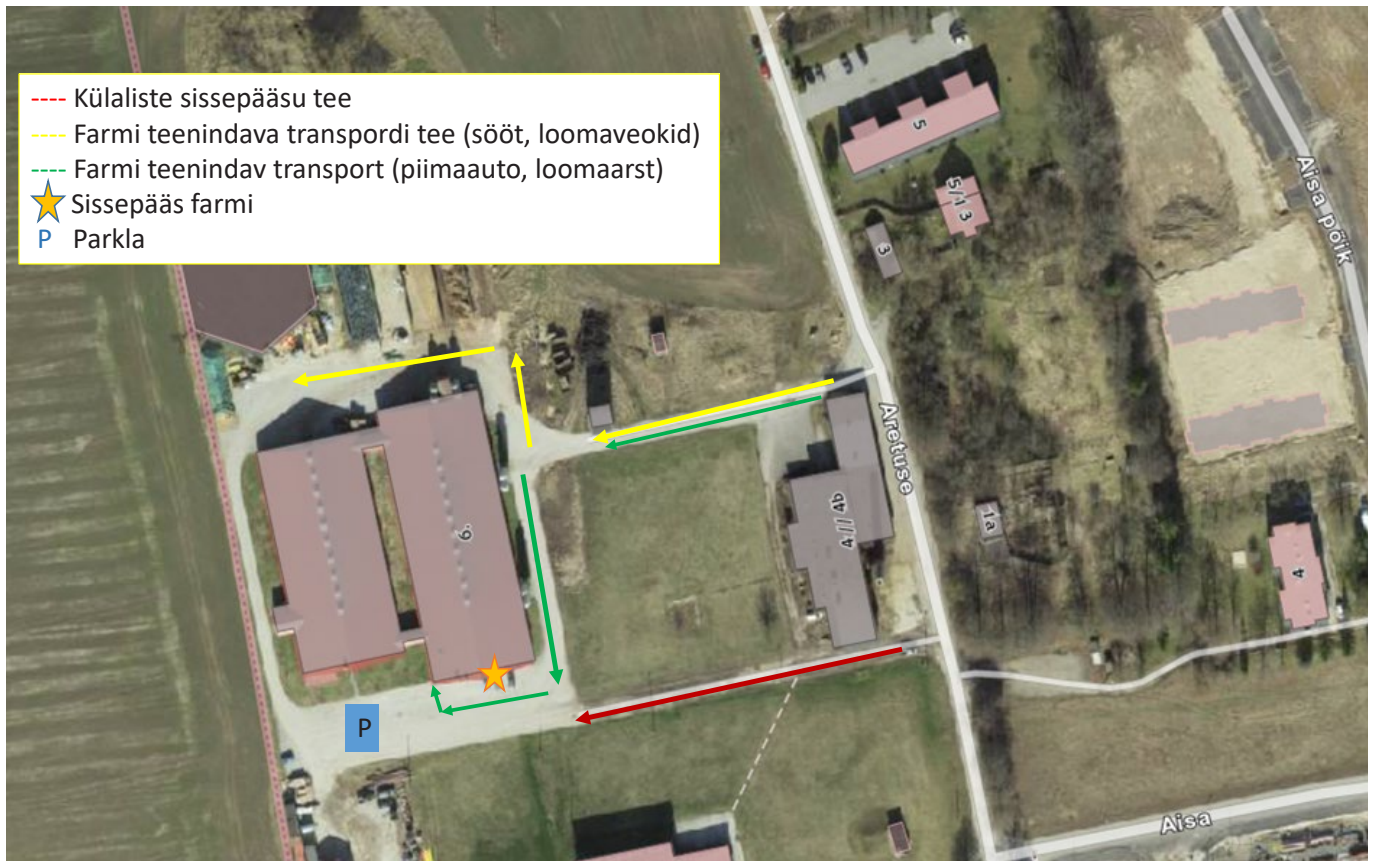 ---- Külaliste sissepääsu tee
---- Farmi teenindava transpordi tee (sööt, loomaveokid)
---- Farmi teenindav transport (piimaauto, loomaarst)
Sissepääs farmi
P Parkla
5
5/1 3
3
Aisa põik
Aretuse
4 // 4b
6
1a
4
P
Aisa